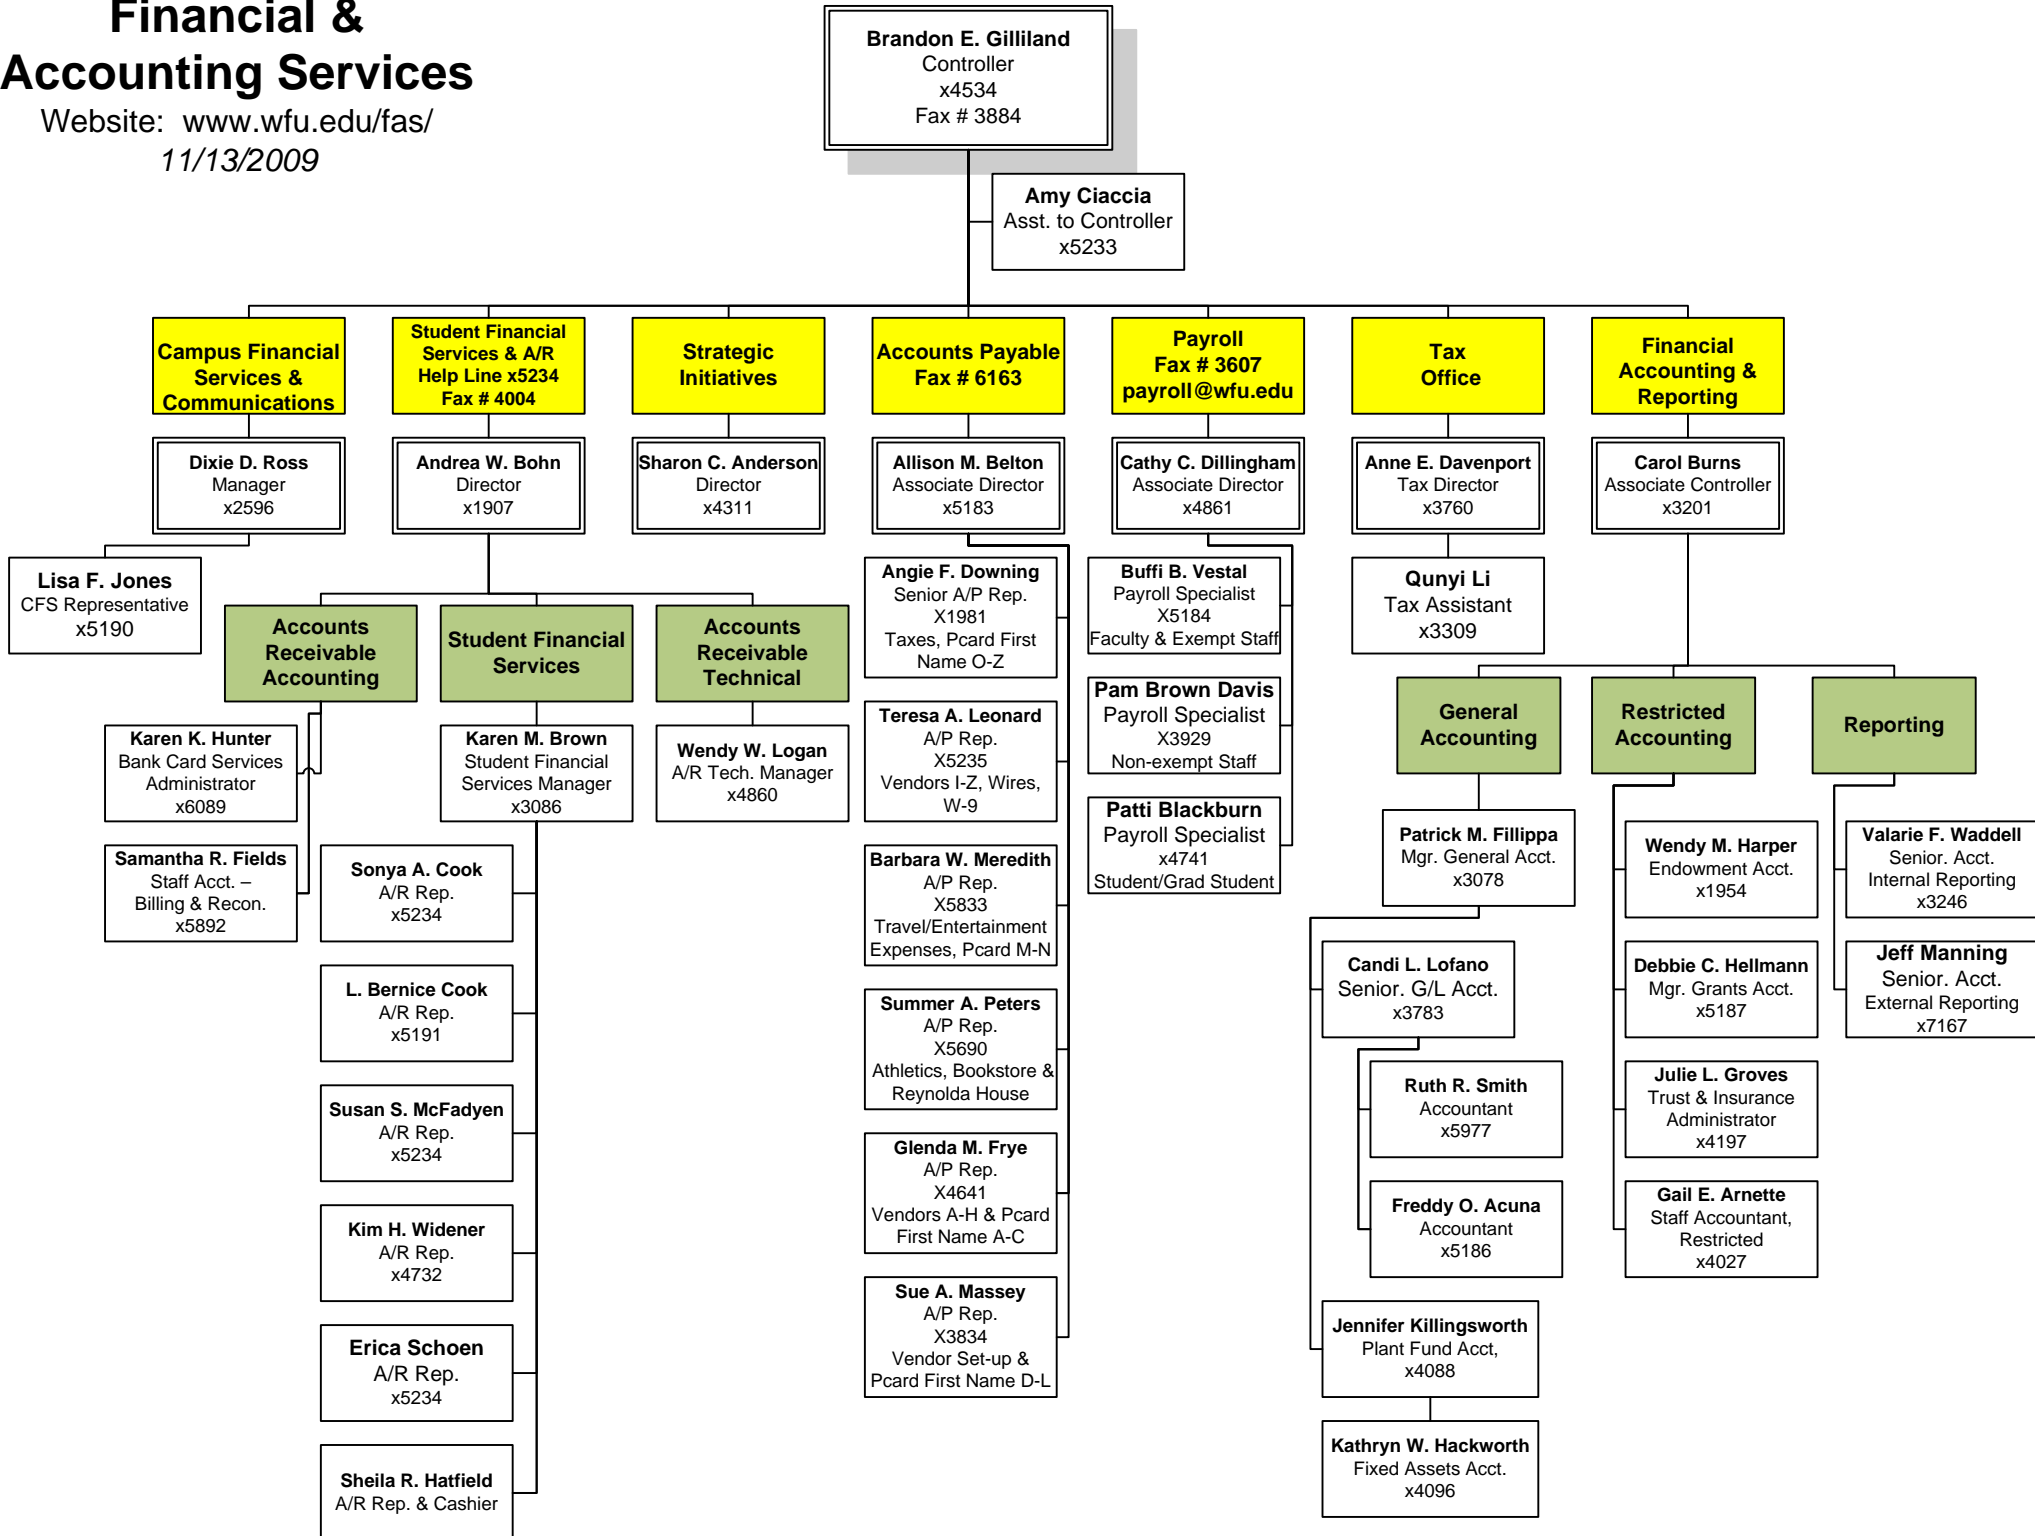 Financial &
Accounting Services
Website: www.wfu.edu/fas/
11/13/2009
Brandon E. Gilliland
Controller
x4534
Fax # 3884
Amy Ciaccia
Asst. to Controller
x5233
Campus Financial
Services &
Communications
Student Financial
Services & A/R
Help Line x5234
Fax # 4004
Strategic
Initiatives
Accounts Payable
Fax # 6163
Payroll
Fax # 3607
payroll@wfu.edu
Tax
Office
Financial
Accounting &
Reporting
Dixie D. Ross
Manager
x2596
Andrea W. Bohn
Director
x1907
Sharon C. Anderson
Director
x4311
Allison M. Belton
Associate Director
x5183
Cathy C. Dillingham
Associate Director
x4861
Anne E. Davenport
Tax Director
x3760
Carol Burns
Associate Controller
x3201
Lisa F. Jones
CFS Representative
x5190
Accounts
Receivable
Accounting
Student Financial
Services
Accounts
Receivable
Technical
Karen K. Hunter
Bank Card Services
Administrator
x6089
Samantha R. Fields
Staff Acct. –
Billing & Recon.
x5892
Karen M. Brown
Student Financial
Services Manager
x3086
Wendy W. Logan
A/R Tech. Manager
x4860
Sonya A. Cook
A/R Rep.
x5234
L. Bernice Cook
A/R Rep.
x5191
Susan S. McFadyen
A/R Rep.
x5234
Kim H. Widener
A/R Rep.
x4732
Erica Schoen
A/R Rep.
x5234
Sheila R. Hatfield
A/R Rep. & Cashier
Angie F. Downing
Senior A/P Rep.
X1981
Taxes, Pcard First
Name O-Z
Teresa A. Leonard
A/P Rep.
X5235
Vendors I-Z, Wires,
W-9
Barbara W. Meredith
A/P Rep.
X5833
Travel/Entertainment
Expenses, Pcard M-N
Summer A. Peters
A/P Rep.
X5690
Athletics, Bookstore &
Reynolda House
Glenda M. Frye
A/P Rep.
X4641
Vendors A-H & Pcard
First Name A-C
Sue A. Massey
A/P Rep.
X3834
Vendor Set-up &
Pcard First Name D-L
Buffi B. Vestal
Payroll Specialist
X5184
Faculty & Exempt Staff
Pam Brown Davis
Payroll Specialist
X3929
Non-exempt Staff
Patti Blackburn
Payroll Specialist
x4741
Student/Grad Student
Qunyi Li
Tax Assistant
x3309
General
Accounting
Restricted
Accounting
Reporting
Patrick M. Fillippa
Mgr. General Acct.
x3078
Candi L. Lofano
Senior. G/L Acct.
x3783
Ruth R. Smith
Accountant
x5977
Freddy O. Acuna
Accountant
x5186
Jennifer Killingsworth
Plant Fund Acct,
x4088
Kathryn W. Hackworth
Fixed Assets Acct.
x4096
Wendy M. Harper
Endowment Acct.
x1954
Debbie C. Hellmann
Mgr. Grants Acct.
x5187
Julie L. Groves
Trust & Insurance
Administrator
x4197
Gail E. Arnette
Staff Accountant,
Restricted
x4027
Valarie F. Waddell
Senior. Acct.
Internal Reporting
x3246
Jeff Manning
Senior. Acct.
External Reporting
x7167